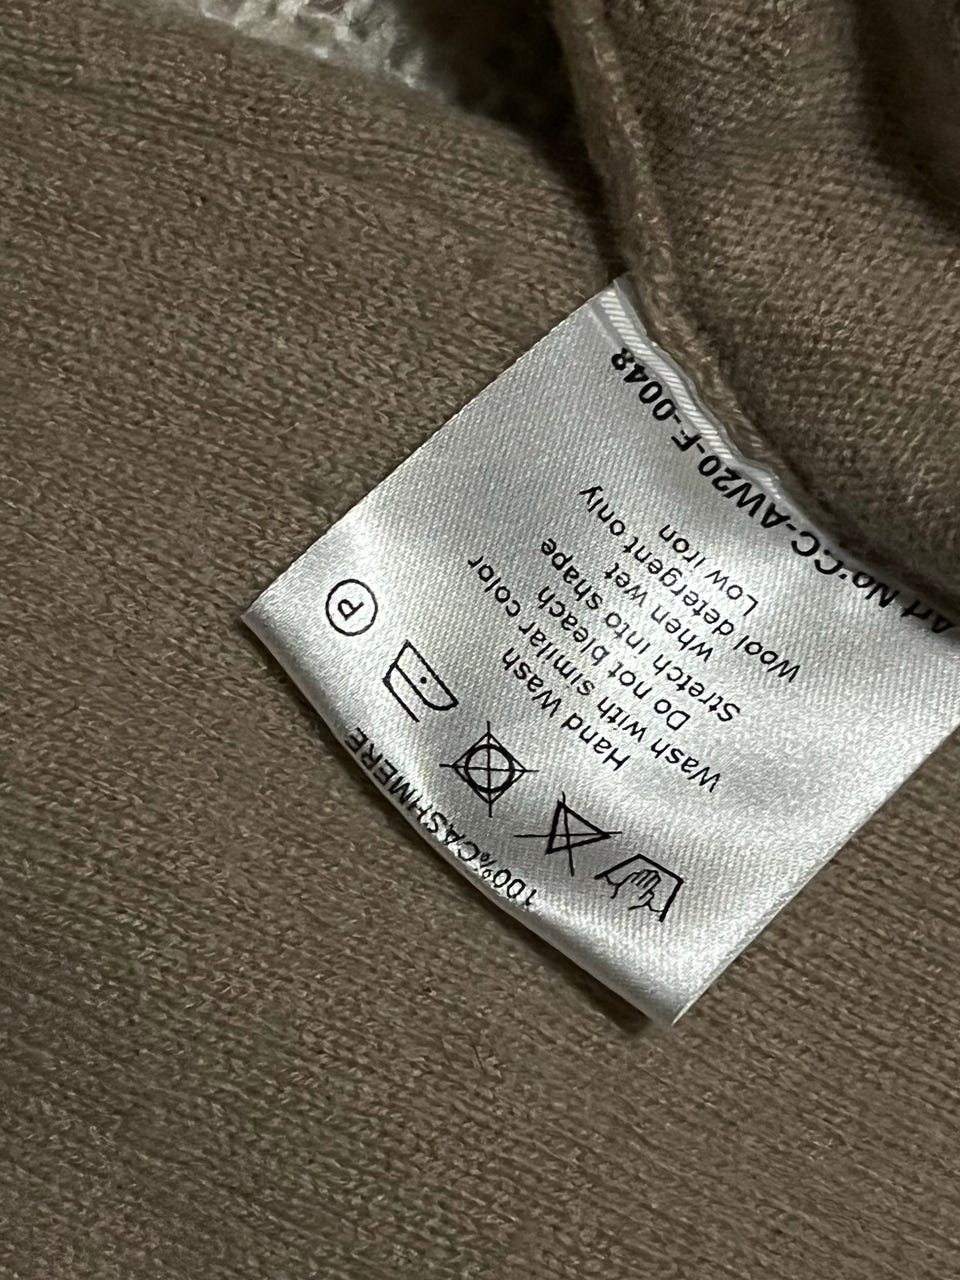 100%CASHMERE
P
Hand Wash
Wash with similar color
Do not bleach
Stretch into shape
when wet
Wool detergent only
Low iron
Art No:CC-AW20-F-0048